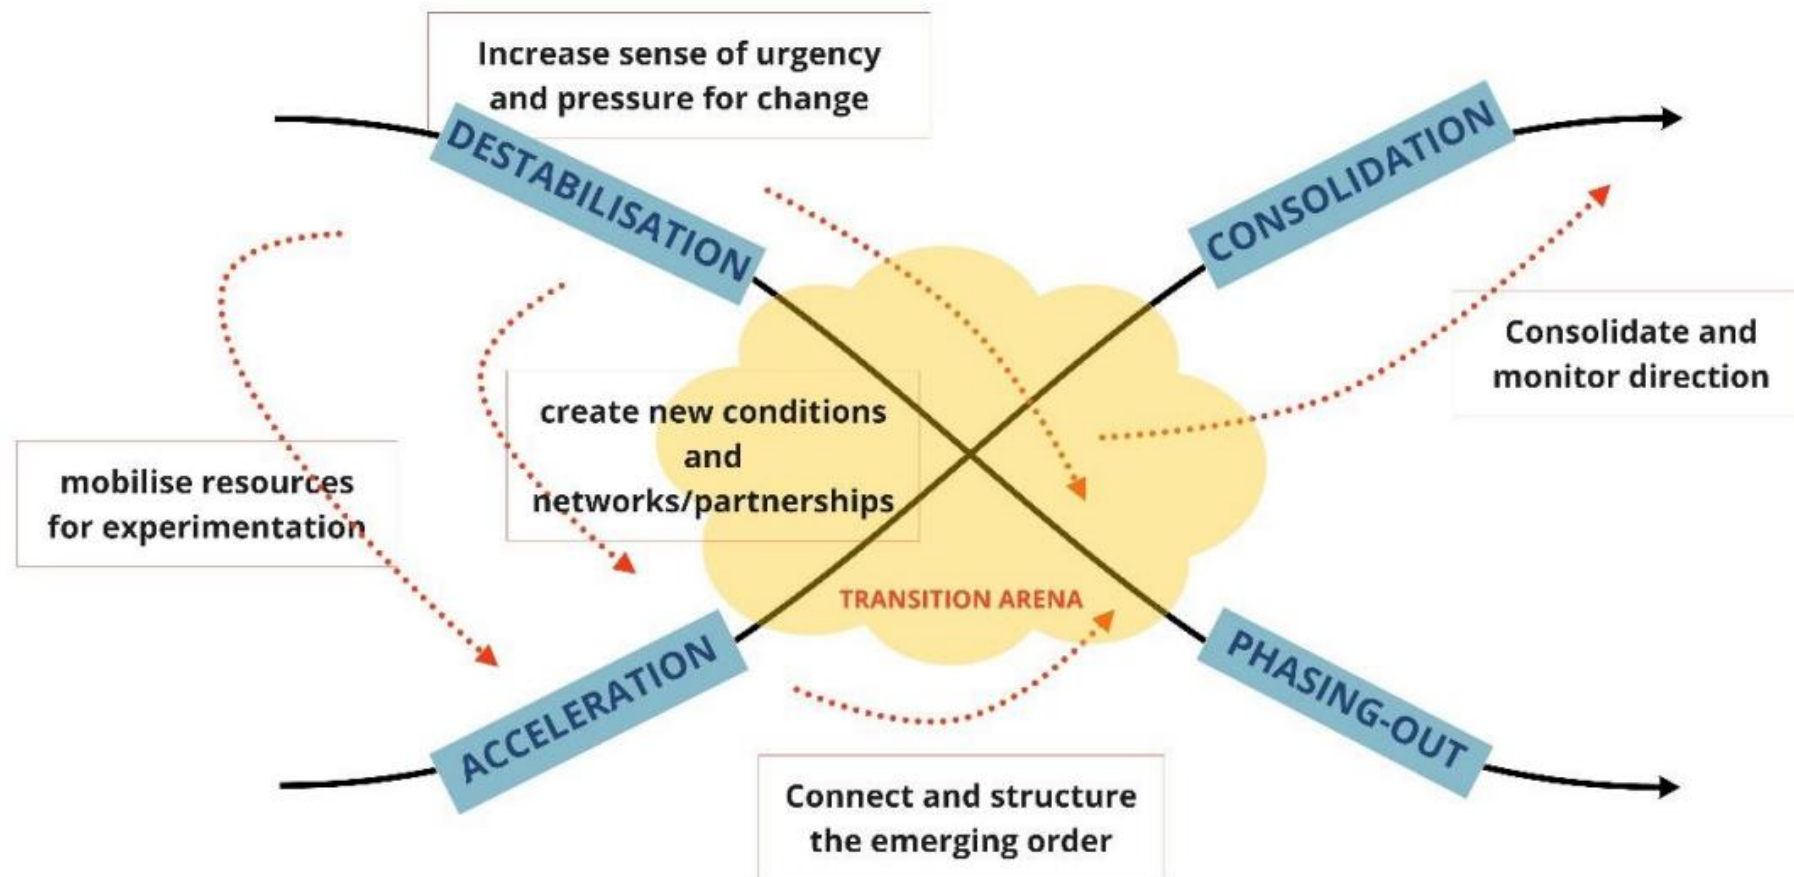 Increase sense of urgency
and pressure for change
DESTABILISATION
CONSOLIDATION
Consolidate and
monitor direction
create new conditions
and
networks/partnerships
mobilise resources
for experimentation
TRANSITION ARENA
ACCELERATION
PHASING-OUT
Connect and structure
the emerging order